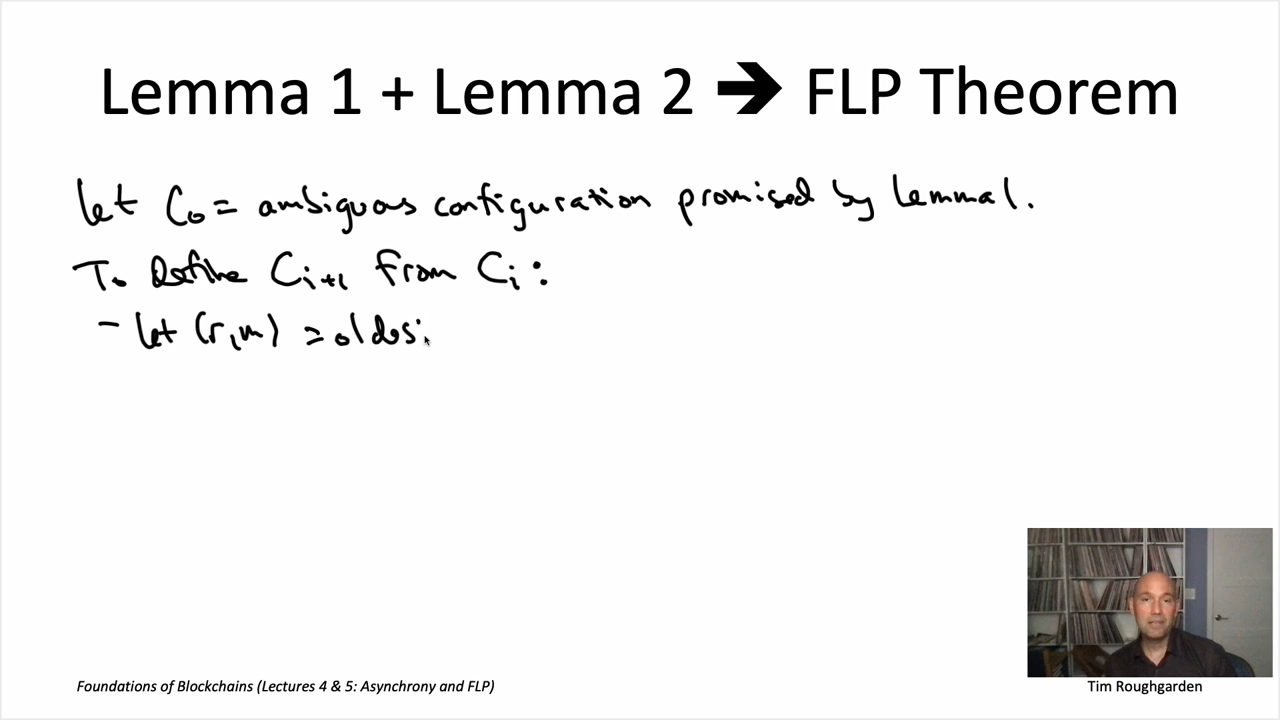 Lemma 1 + Lemma 2 ➔ FLP Theorem
let C₀ = ambiguous configuration promised by lemma 1.
To define Cᵢ₊₁ from Cᵢ :
- let (r,m) = oldes
Foundations of Blockchains (Lectures 4 & 5: Asynchrony and FLP)
Tim Roughgarden